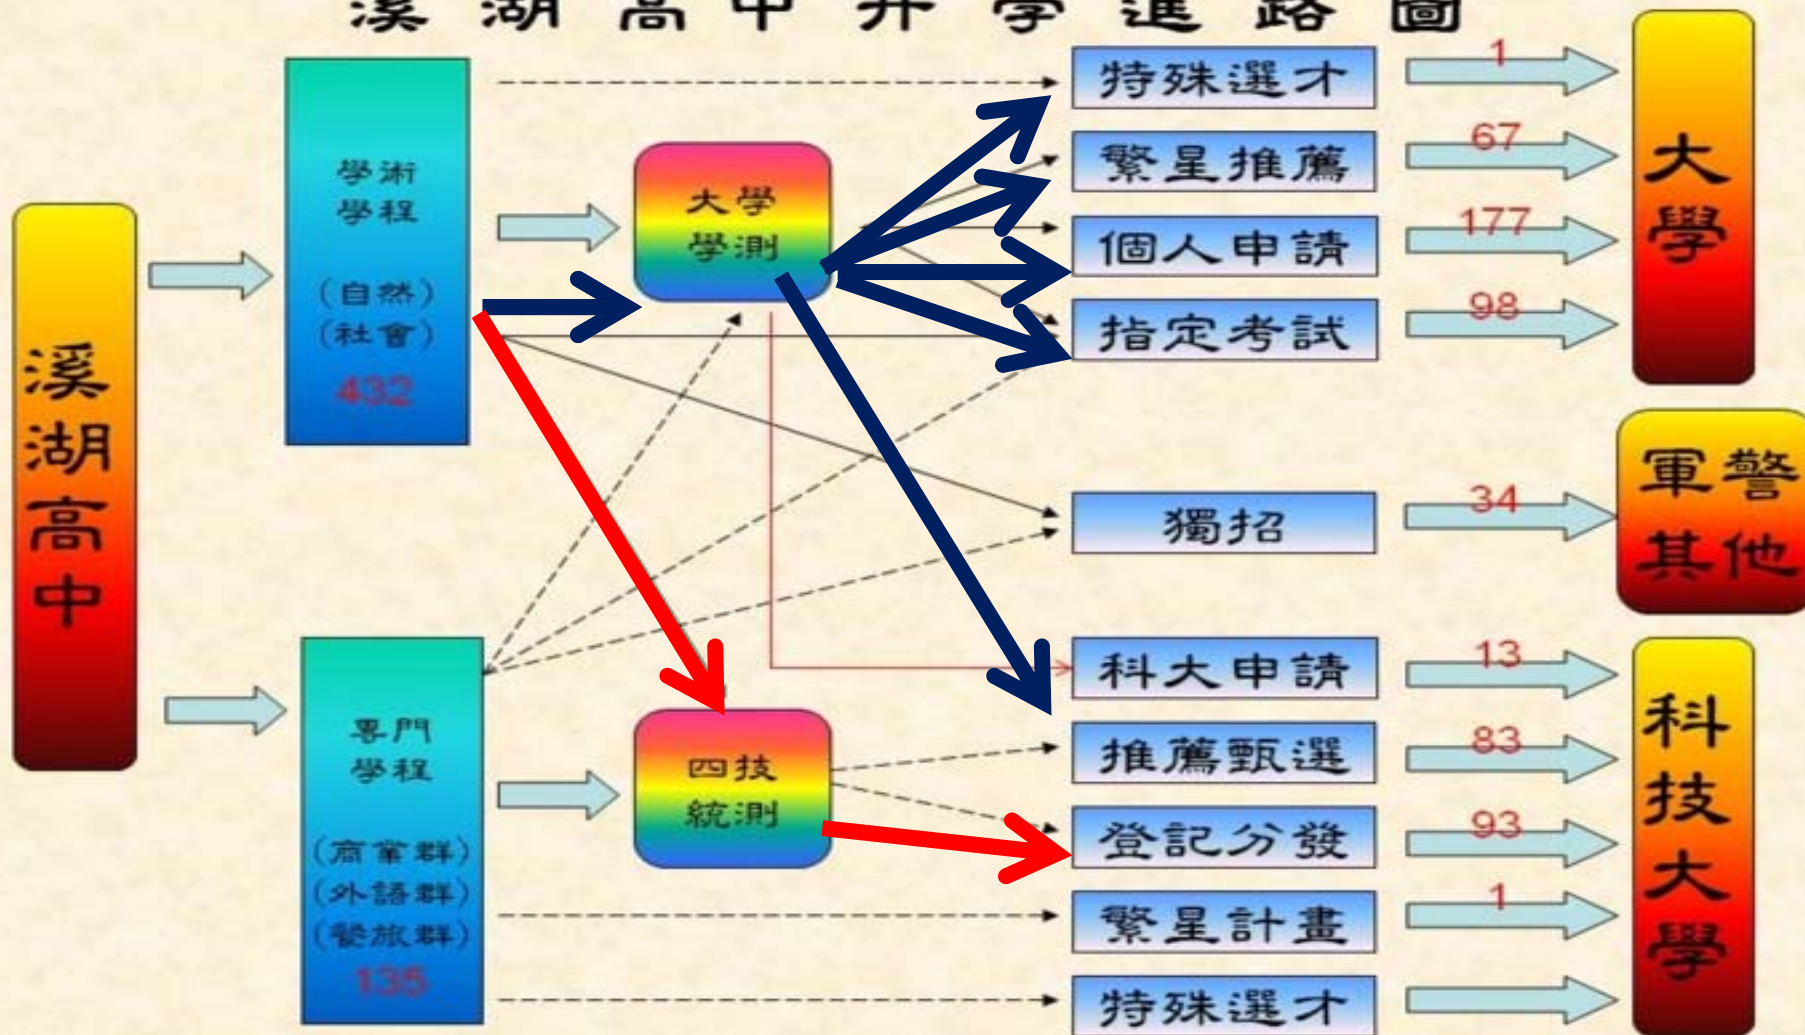 溪湖高中升學進路圖
溪湖高中
學術
學程
(自然)
(社會)
432
專門
學程
(商業群)
(外語群)
(餐旅群)
135
大學
學測
四技
統測
特殊選才
1
繁星推薦
67
個人申請
177
指定考試
98
獨招
34
科大申請
13
推薦甄選
83
登記分發
93
繁星計畫
1
特殊選才
大學
軍警
其他
科技大學